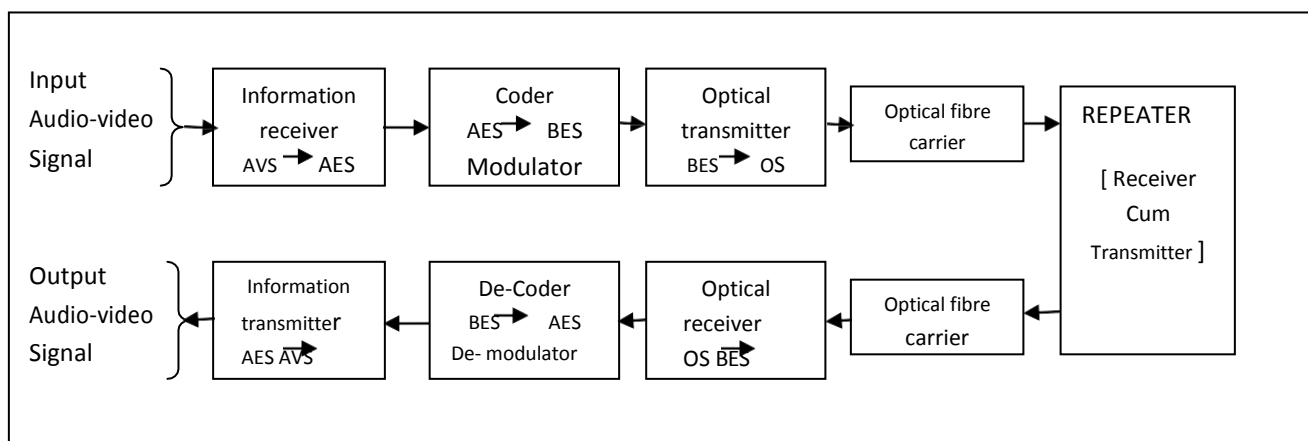 Input
Audio-video
Signal
Information
receiver
AVS AES
Coder
AES BES
Modulator
Optical
transmitter
BES OS
Optical fibre
carrier
REPEATER
[ Receiver
Cum
Transmitter ]
Output
Audio-video
Signal
Information
transmitter
AES AVS
De-Coder
BES AES
De- modulator
Optical
receiver
OS BES
Optical fibre
carrier